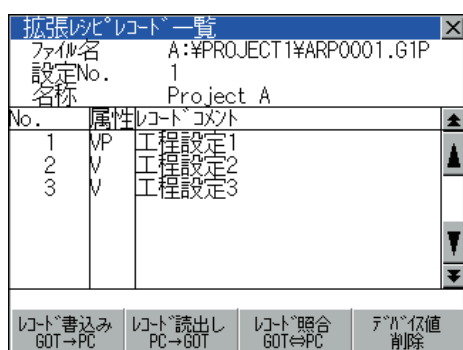 拡張ﾚｼﾋﾟﾚｺｰﾄﾞ一覧 ×
ﾌｧｲﾙ名 A:¥PROJECT1¥ARP0001.G1P
設定No. 1
名称 Project A
No. 属性 ﾚｺｰﾄﾞｺﾒﾝﾄ
1 VP 工程設定1
2 V 工程設定2
3 V 工程設定3
ﾚｺｰﾄﾞ書込み
GOT→PC
ﾚｺｰﾄﾞ読出し
PC→GOT
ﾚｺｰﾄﾞ照合
GOT⇔PC
ﾃﾞﾊﾞｲｽ値
削除